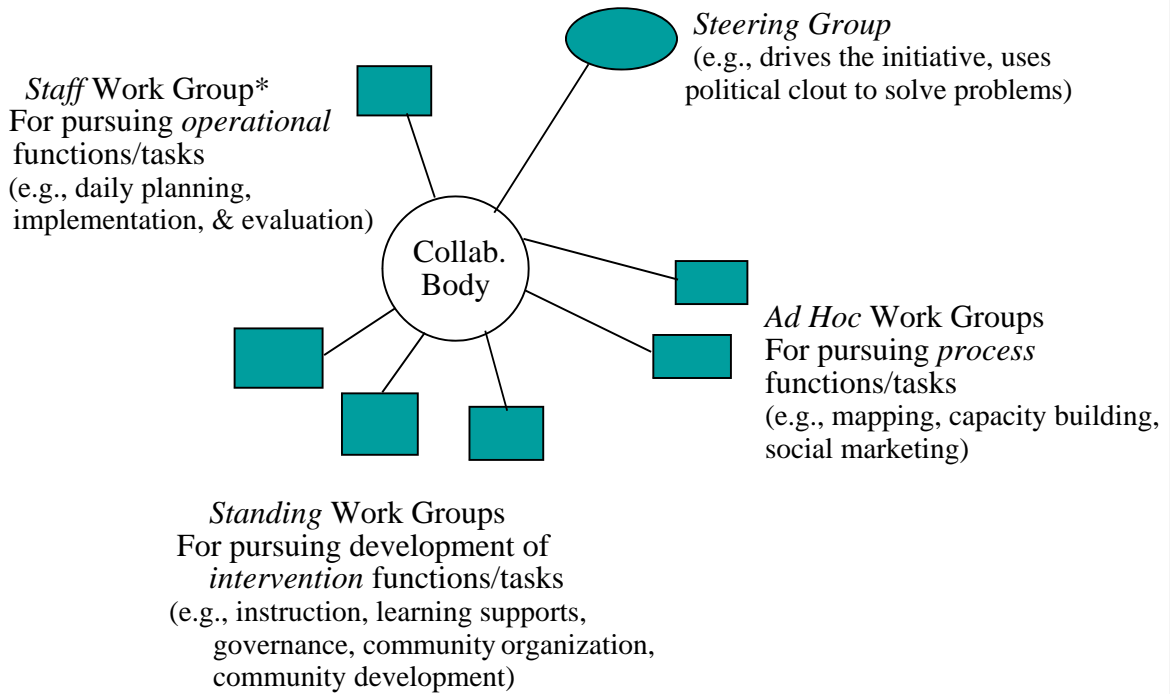 Steering Group
(e.g., drives the initiative, uses
political clout to solve problems)
Staff Work Group*
For pursuing operational
functions/tasks
(e.g., daily planning,
implementation, & evaluation)
Collab.
Body
Ad Hoc Work Groups
For pursuing process
functions/tasks
(e.g., mapping, capacity building,
social marketing)
Standing Work Groups
For pursuing development of
intervention functions/tasks
(e.g., instruction, learning supports,
governance, community organization,
community development)